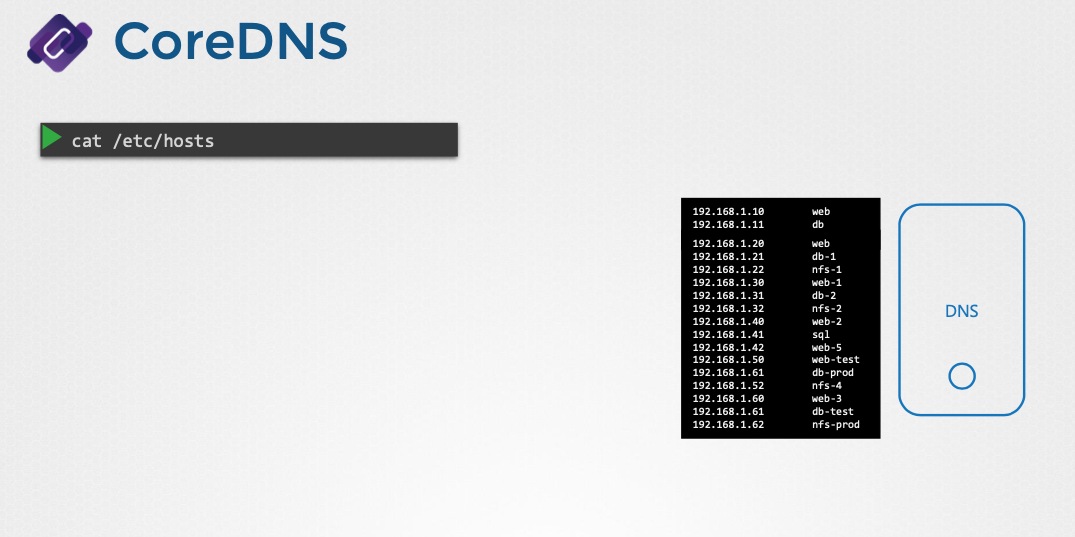 CoreDNS
cat /etc/hosts
192.168.1.10 web
192.168.1.11 db
192.168.1.20 web
192.168.1.21 db-1
192.168.1.22 nfs-1
192.168.1.30 web-1
192.168.1.31 db-2
192.168.1.32 nfs-2
192.168.1.40 web-2
192.168.1.41 sql
192.168.1.42 web-5
192.168.1.50 web-test
192.168.1.61 db-prod
192.168.1.52 nfs-4
192.168.1.60 web-3
192.168.1.61 db-test
192.168.1.62 nfs-prod
DNS